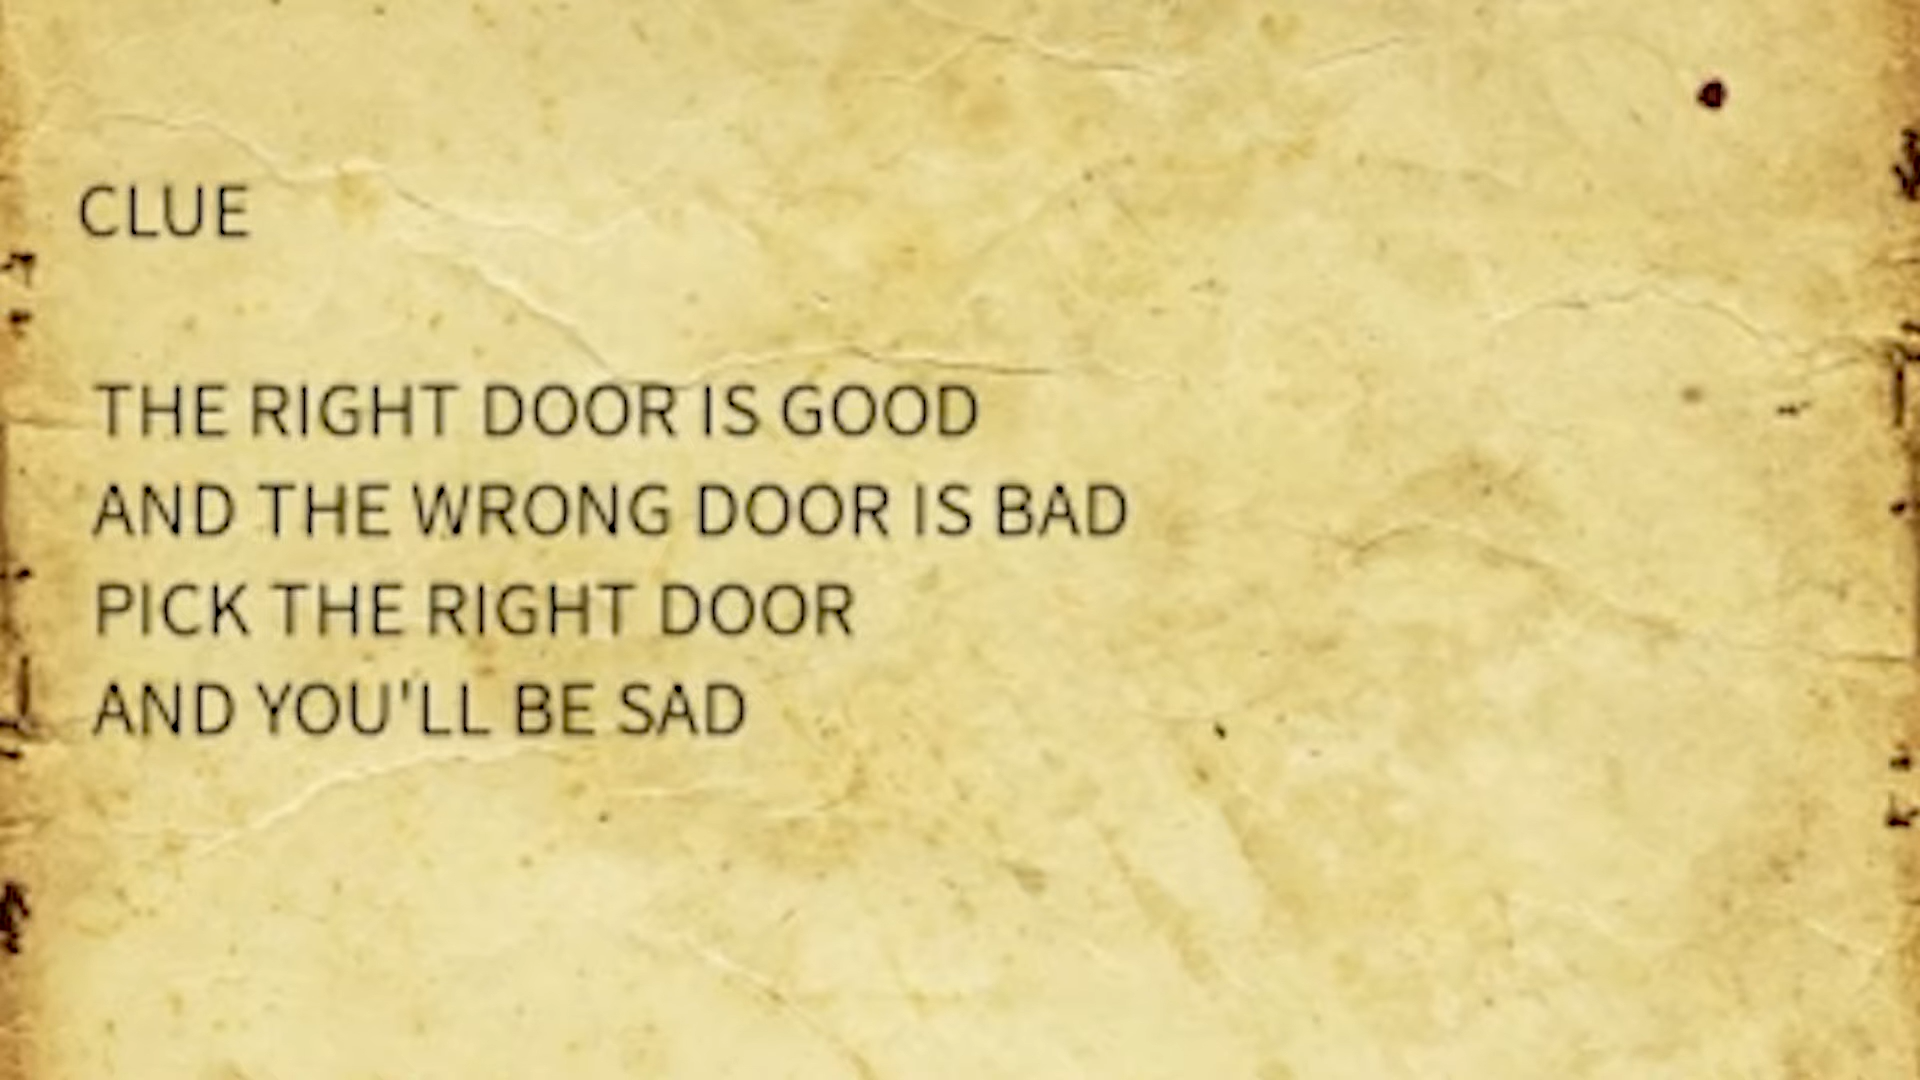 CLUE
THE RIGHT DOOR IS GOOD
AND THE WRONG DOOR IS BAD
PICK THE RIGHT DOOR
AND YOU'LL BE SAD